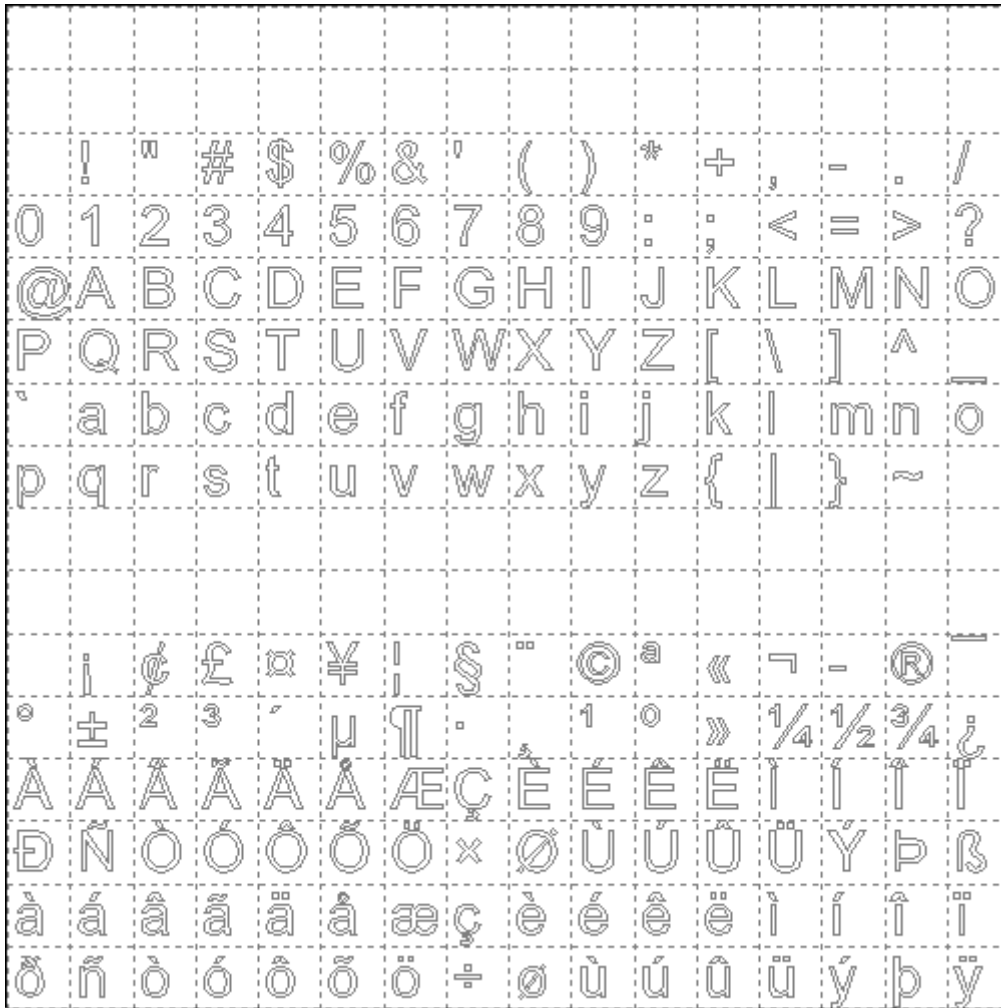 ! " # $ % & ' ( ) * + , - . /
0 1 2 3 4 5 6 7 8 9 : ; < = > ?
@ A B C D E F G H I J K L M N O
P Q R S T U V W X Y Z [ \ ] ^ _
` a b c d e f g h i j k l m n o
p q r s t u v w x y z { | } ~
¡ ¢ £ ¤ ¥ ¦ § ¨ © ª « ¬ - ® ¯
° ± ² ³ ´ µ ¶ · ¸ ¹ º » ¼ ½ ¾ ¿
À Á Â Ã Ä Å Æ Ç È É Ê Ë Ì Í Î Ï
Ð Ñ Ò Ó Ô Õ Ö × Ø Ù Ú Û Ü Ý Þ ß
à á â ã ä å æ ç è é ê ë ì í î ï
ð ñ ò ó ô õ ö ÷ ø ù ú û ü ý þ ÿ